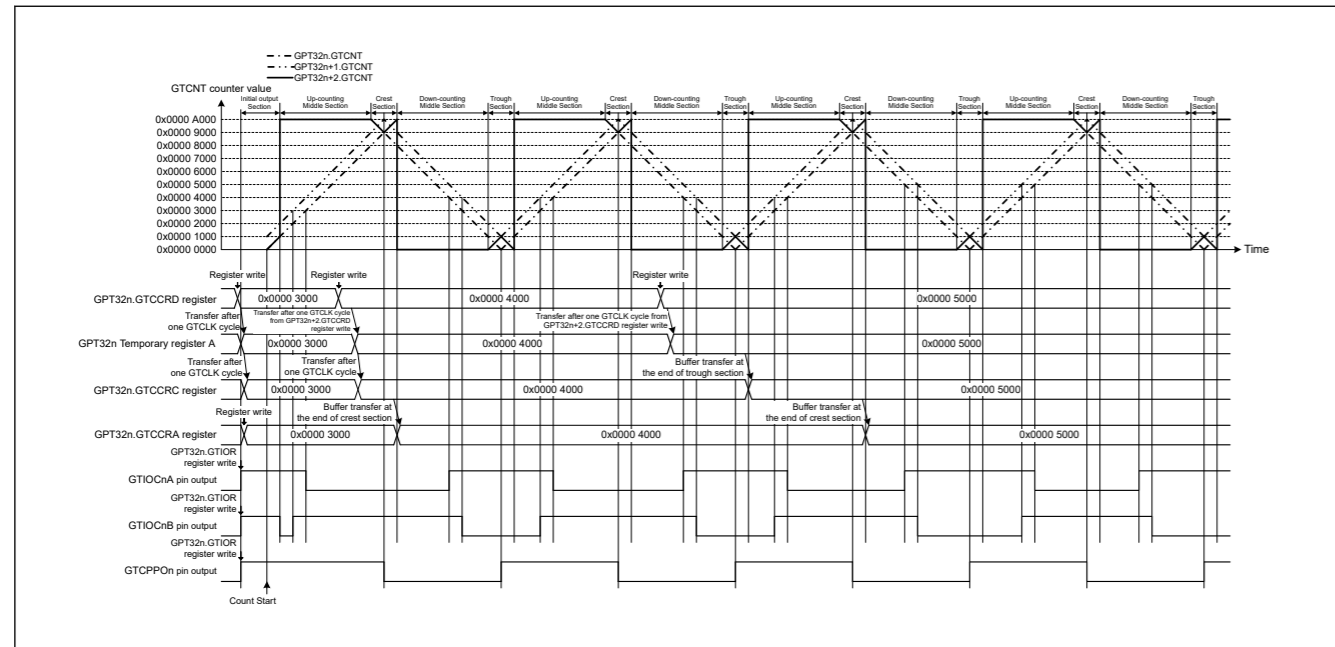 GPT32n.GTCNT
GPT32n+1.GTCNT
GPT32n+2.GTCNT
GTCNT counter value
Initial output Section
Up-counting Middle Section
Crest Section
Down-counting Middle Section
Trough Section
Up-counting Middle Section
Crest Section
Down-counting Middle Section
Trough Section
Up-counting Middle Section
Crest Section
Down-counting Middle Section
Trough Section
Up-counting Middle Section
Crest Section
Down-counting Middle Section
Trough Section
0x0000 A000
0x0000 9000
0x0000 8000
0x0000 7000
0x0000 6000
0x0000 5000
0x0000 4000
0x0000 3000
0x0000 2000
0x0000 1000
0x0000 0000
Time
Register write
Register write
Register write
GPT32n.GTCCRD register
0x0000 3000
0x0000 4000
0x0000 5000
Transfer after
one GTCLK cycle
Transfer after one GTCLK cycle
from GPT32n+2.GTCCRD
register write
Transfer after one GTCLK cycle from
GPT32n+2.GTCCRD register write
GPT32n Temporary register A
0x0000 3000
0x0000 4000
0x0000 5000
Transfer after
one GTCLK cycle
Transfer after
one GTCLK cycle
Buffer transfer at
the end of trough section
GPT32n.GTCCRC register
0x0000 3000
0x0000 4000
0x0000 5000
Register write
Buffer transfer at
the end of crest section
Buffer transfer at
the end of crest section
GPT32n.GTCCRA register
0x0000 3000
0x0000 4000
0x0000 5000
GPT32n.GTIOR
register write
GTIOCnA pin output
GPT32n.GTIOR
register write
GTIOCnB pin output
GPT32n.GTIOR
register write
GTCPPOn pin output
Count Start